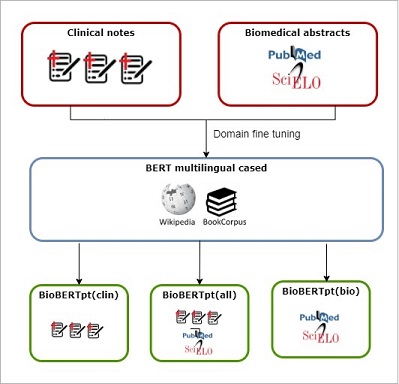 Clinical notes
Biomedical abstracts
PubMed
SciELO
Domain fine tuning
BERT multilingual cased
Wikipedia
BookCorpus
BioBERTpt(clin)
BioBERTpt(all)
PubMed
SciELO
BioBERTpt(bio)
PubMed
SciELO